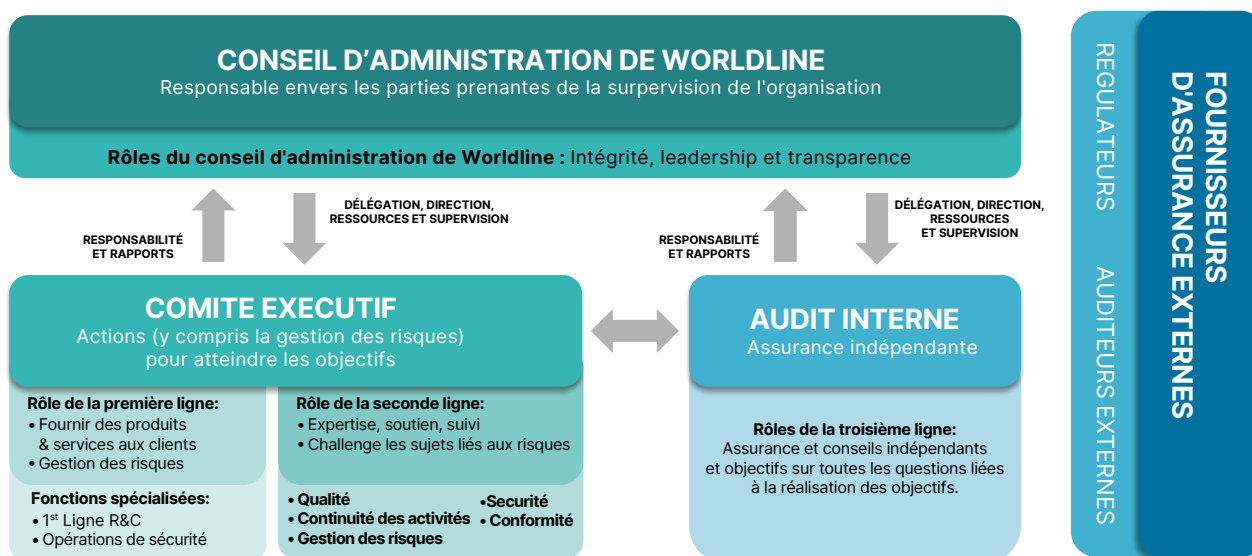 CONSEIL D'ADMINISTRATION DE WORLDLINE
Responsable envers les parties prenantes de la surpervision de l'organisation
Rôles du conseil d'administration de Worldline : Intégrité, leadership et transparence
RESPONSABILITÉ
ET RAPPORTS
DÉLÉGATION, DIRECTION,
RESSOURCES ET SUPERVISION
RESPONSABILITÉ
ET RAPPORTS
DÉLÉGATION, DIRECTION,
RESSOURCES
ET SUPERVISION
COMITE EXECUTIF
Actions (y compris la gestion des risques)
pour atteindre les objectifs
Rôle de la première ligne:
• Fournir des produits
& services aux clients
• Gestion des risques
Fonctions spécialisées:
• 1st Ligne R&C
• Opérations de sécurité
Rôle de la seconde ligne:
• Expertise, soutien, suivi
• Challenge les sujets liés aux risques
• Qualité
• Continuité des activités
• Gestion des risques
•Securité
• Conformité
AUDIT INTERNE
Assurance indépendante
Rôles de la troisième ligne:
Assurance et conseils indépendants
et objectifs sur toutes les questions liées
à la réalisation des objectifs.
REGULATEURS
AUDITEURS EXTERNES
FOURNISSEURS
D'ASSURANCE EXTERNES